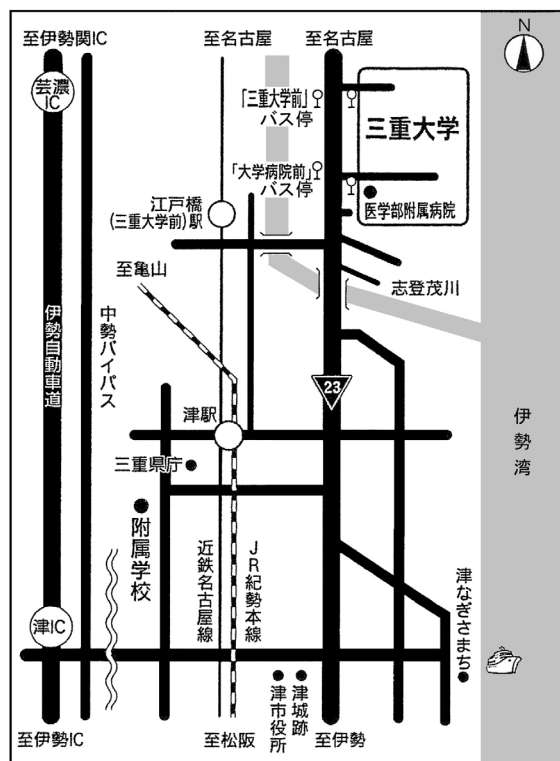 至伊勢関IC
至名古屋
至名古屋
N
芸濃
IC
「三重大学前」
バス停
三重大学
「大学病院前」
バス停
医学部附属病院
江戸橋
(三重大学前)駅
至亀山
志登茂川
伊勢自動車道
中勢バイパス
23
津駅
伊勢湾
三重県庁
附属学校
近鉄名古屋線
JR紀勢本線
津なぎさまち
津IC
津市役所
津城跡
至伊勢IC
至松阪
至伊勢